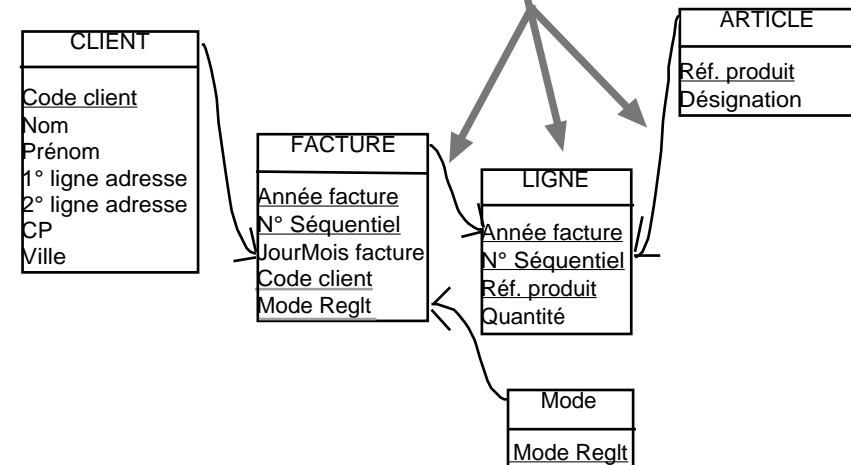 CLIENT
Code client
Nom
Prénom
1° ligne adresse
2° ligne adresse
CP
Ville
FACTURE
Année facture
N° Séquentiel
JourMois facture
Code client
Mode Reglt
LIGNE
Année facture
N° Séquentiel
Réf. produit
Quantité
ARTICLE
Réf. produit
Désignation
Mode
Mode Reglt